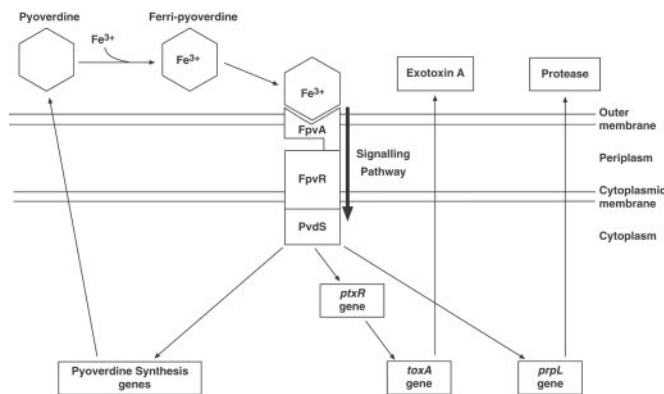 Pyoverdine
Ferri-pyoverdine
Fe3+
Fe3+
Fe3+
Exotoxin A
Protease
FpvA
Outer
membrane
Signalling
Pathway
Periplasm
FpvR
Cytoplasmic
membrane
PvdS
Cytoplasm
ptxR
gene
Pyoverdine Synthesis
genes
toxA
gene
prpL
gene